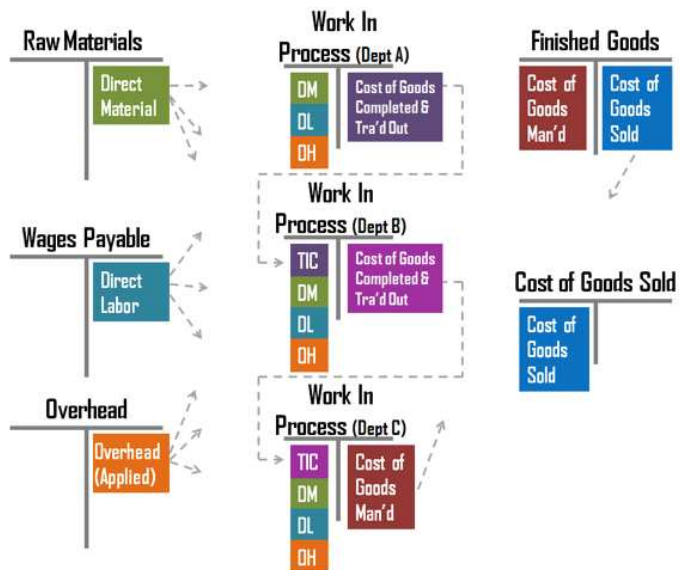 Raw Materials
Direct
Material
Wages Payable
Direct
Labor
Overhead
Overhead
(Applied)
Work In
Process (Dept A)
DM
DL
OH
Cost of Goods
Completed &
Tra'd Out
Work In
Process (Dept B)
TIC
DM
DL
OH
Cost of Goods
Completed &
Tra'd Out
Work In
Process (Dept C)
TIC
DM
DL
OH
Cost of
Goods
Man'd
Finished Goods
Cost of
Goods
Man'd
Cost of
Goods
Sold
Cost of Goods Sold
Cost of
Goods
Sold